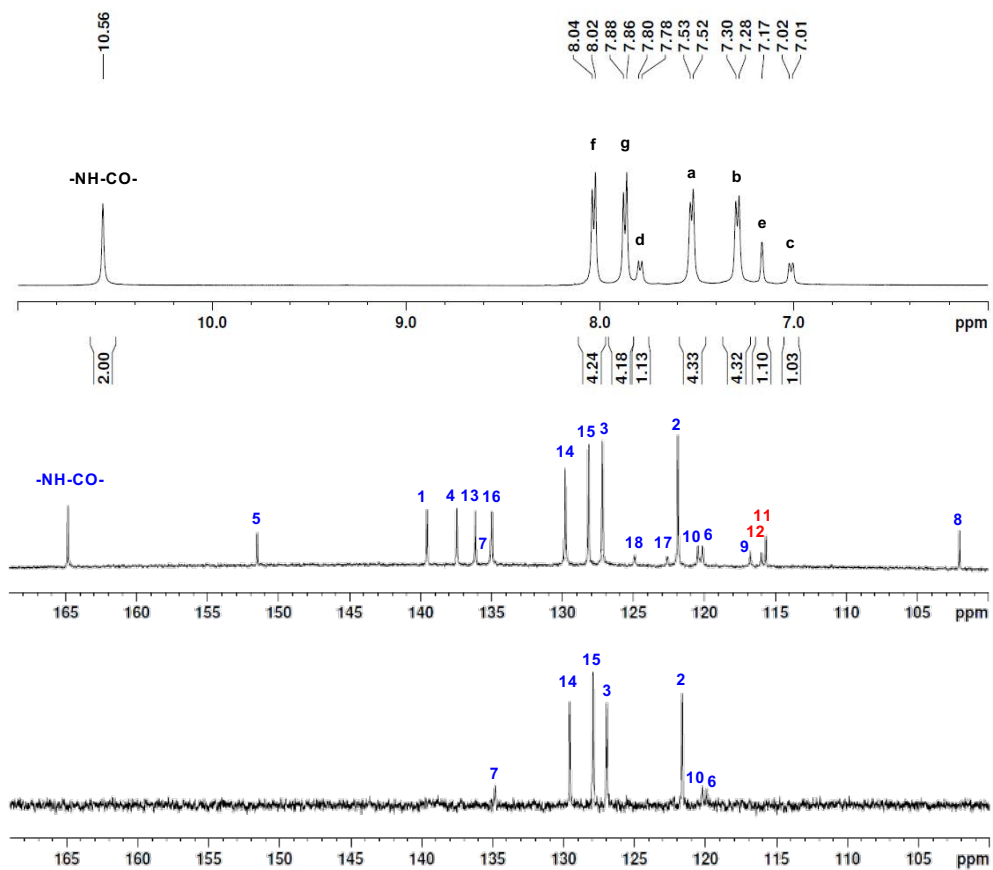 10.56 8.04 8.02 7.88 7.86 7.80 7.78 7.53 7.52 7.30 7.28 7.17 7.02 7.01
-NH-CO- f g d a b e c
10.0 9.0 8.0 7.0 ppm
2.00 4.24 4.18 1.13 4.33 4.32 1.10 1.03
-NH-CO- 5 1 4 13 7 16 14 15 3 18 17 2 10 6 9 12 11 8
165 160 155 150 145 140 135 130 125 120 115 110 105 ppm
7 14 15 3 2 10 6
165 160 155 150 145 140 135 130 125 120 115 110 105 ppm